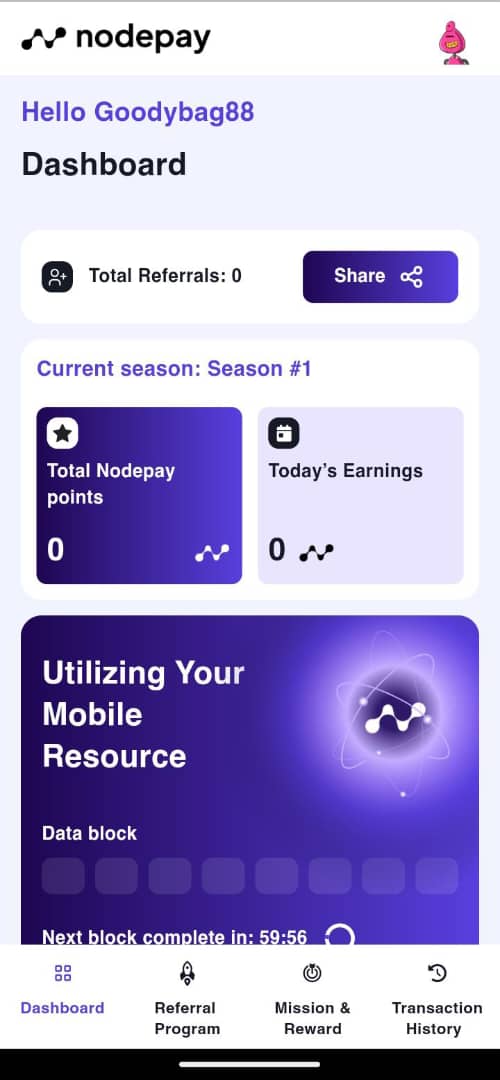 nodepay
Hello Goodybag88
Dashboard
Total Referrals: 0
Share
Current season: Season #1
Total Nodepay
points
0
Today’s Earnings
0
Utilizing Your
Mobile
Resource
Data block
Next block complete in: 59:56
Dashboard
Referral
Program
Mission &
Reward
Transaction
History